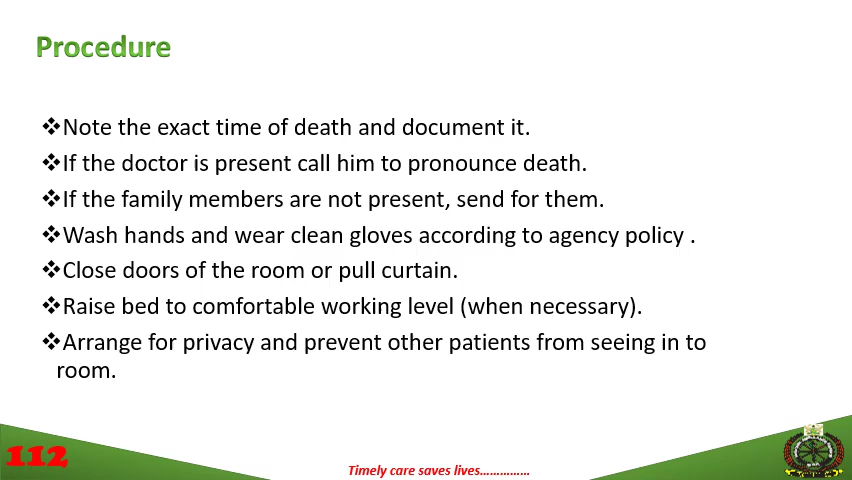 Procedure
❖Note the exact time of death and document it.
❖If the doctor is present call him to pronounce death.
❖If the family members are not present, send for them.
❖Wash hands and wear clean gloves according to agency policy .
❖Close doors of the room or pull curtain.
❖Raise bed to comfortable working level (when necessary).
❖Arrange for privacy and prevent other patients from seeing in to
room.
112
Timely care saves lives……………